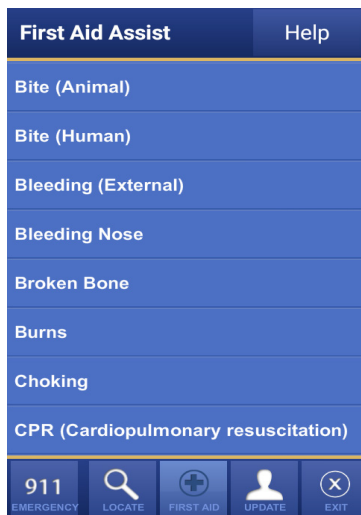 First Aid Assist Help
Bite (Animal)
Bite (Human)
Bleeding (External)
Bleeding Nose
Broken Bone
Burns
Choking
CPR (Cardiopulmonary resuscitation)
911
EMERGENCY LOCATE FIRST AID UPDATE EXIT